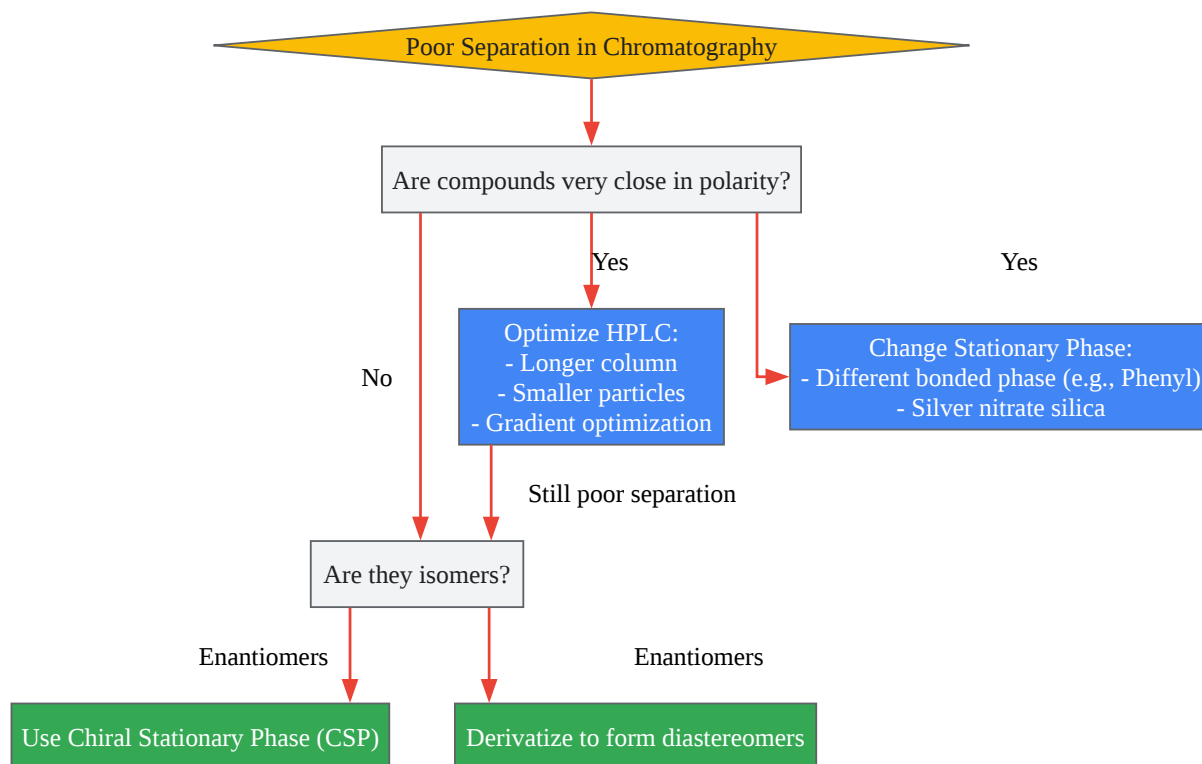 Poor Separation in Chromatography
Are compounds very close in polarity?
Yes
Yes
Optimize HPLC:
- Longer column
- Smaller particles
- Gradient optimization
Change Stationary Phase:
- Different bonded phase (e.g., Phenyl)
- Silver nitrate silica
No
Still poor separation
Are they isomers?
Enantiomers
Enantiomers
Use Chiral Stationary Phase (CSP)
Derivatize to form diastereomers